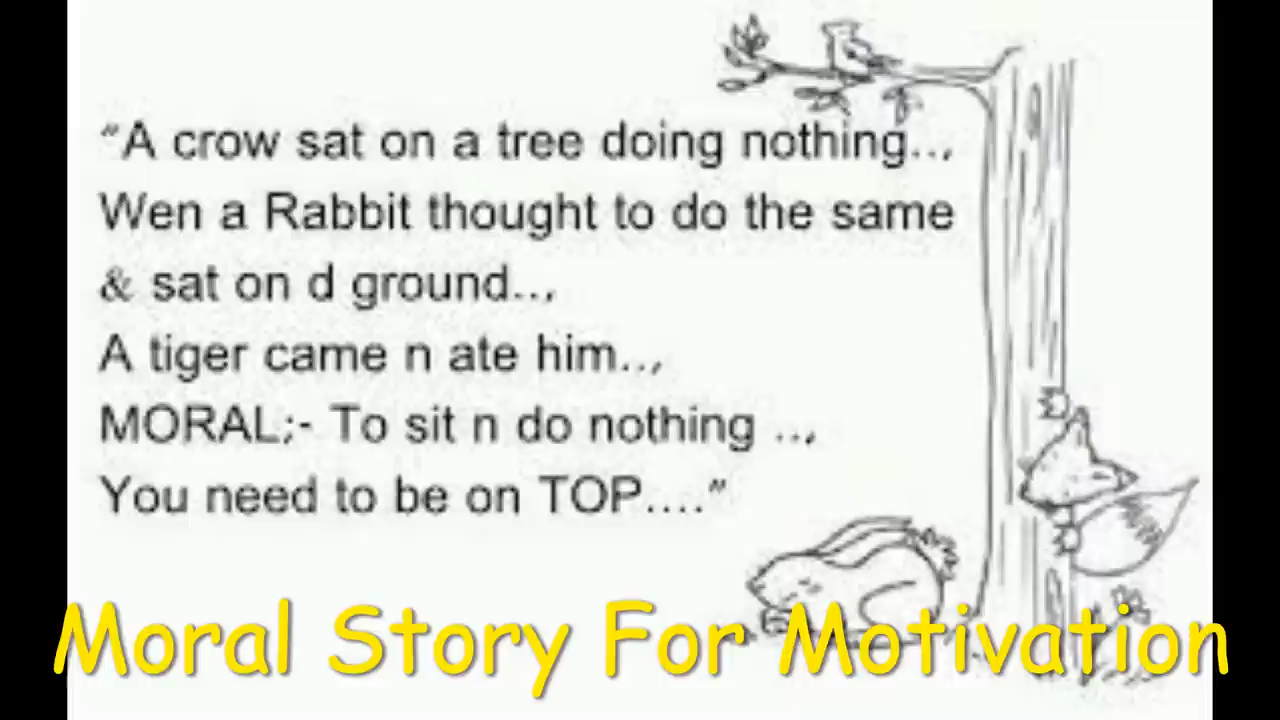 “A crow sat on a tree doing nothing..,
Wen a Rabbit thought to do the same
& sat on d ground..,
A tiger came n ate him..,
MORAL;- To sit n do nothing ..,
You need to be on TOP....”
Moral Story For Motivation